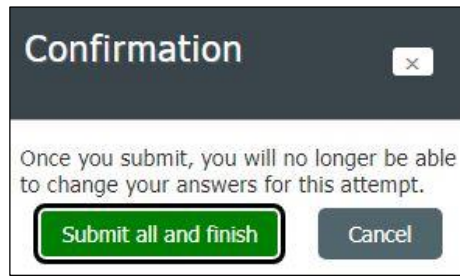 Confirmation
×
Once you submit, you will no longer be able
to change your answers for this attempt.
Submit all and finish
Cancel